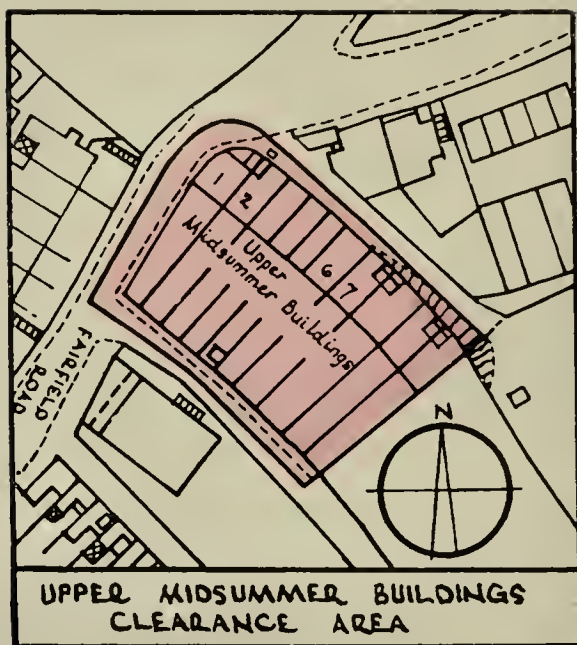 1
2
Upper
Midsummer Buildings
6
7
FAIRFIELD
ROAD
N
UPPER MIDSUMMER BUILDINGS
CLEARANCE AREA